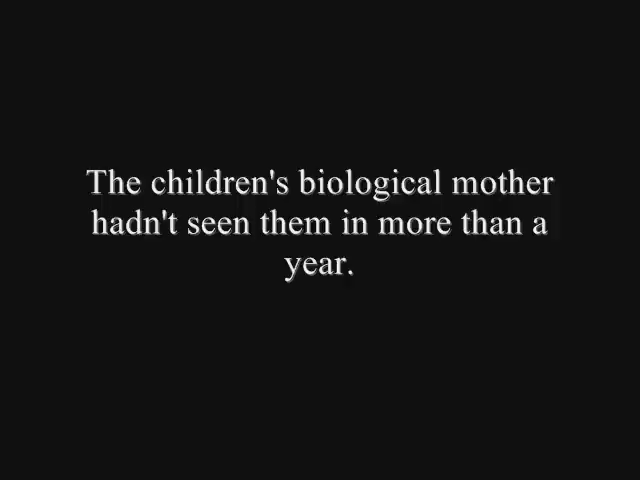 The children's biological mother
hadn't seen them in more than a
year.